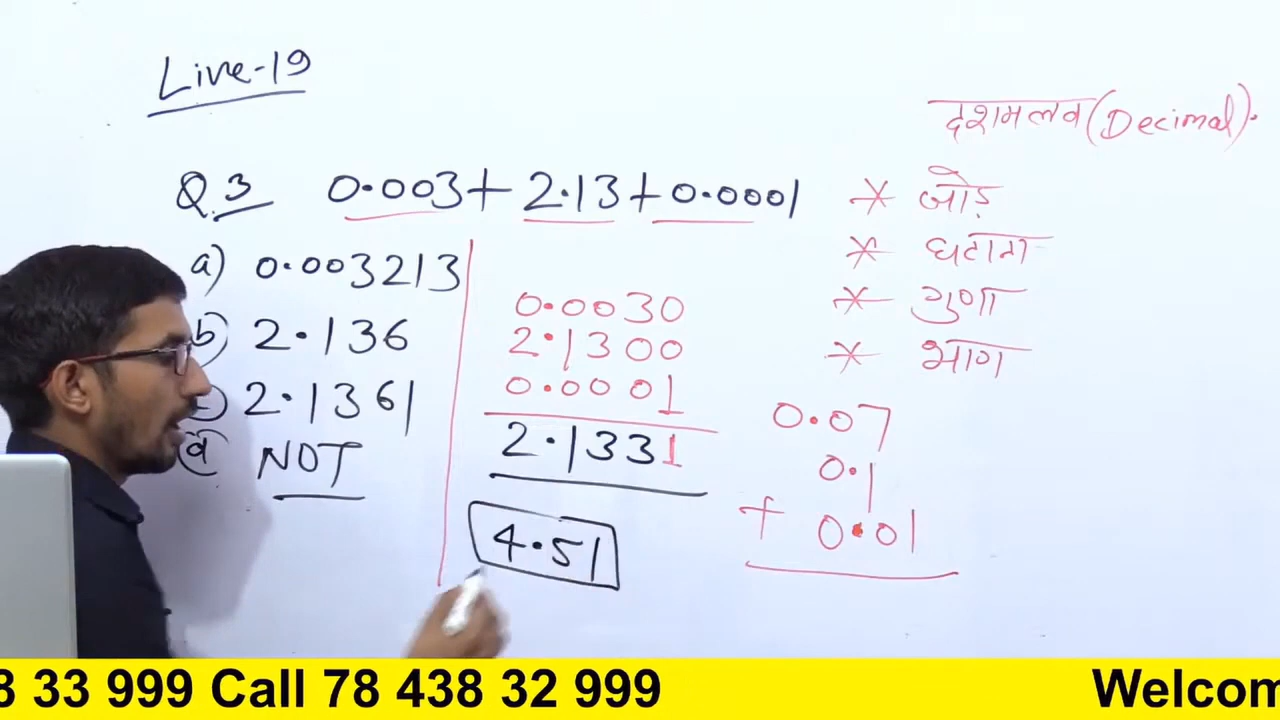 Live-19
दशमलव (Decimal).
Q.3 0.003+ 2.13+0.0001
* जोड़
* घटाना
* गुणा
* भाग
a) 0.003213
b) 2.136
2.1361
d NOT
0.0030
2.1300
0.0001
2.1331
4.51
0.07
0.1
+ 0.01
8 33 999 Call 78 438 32 999 Welcom